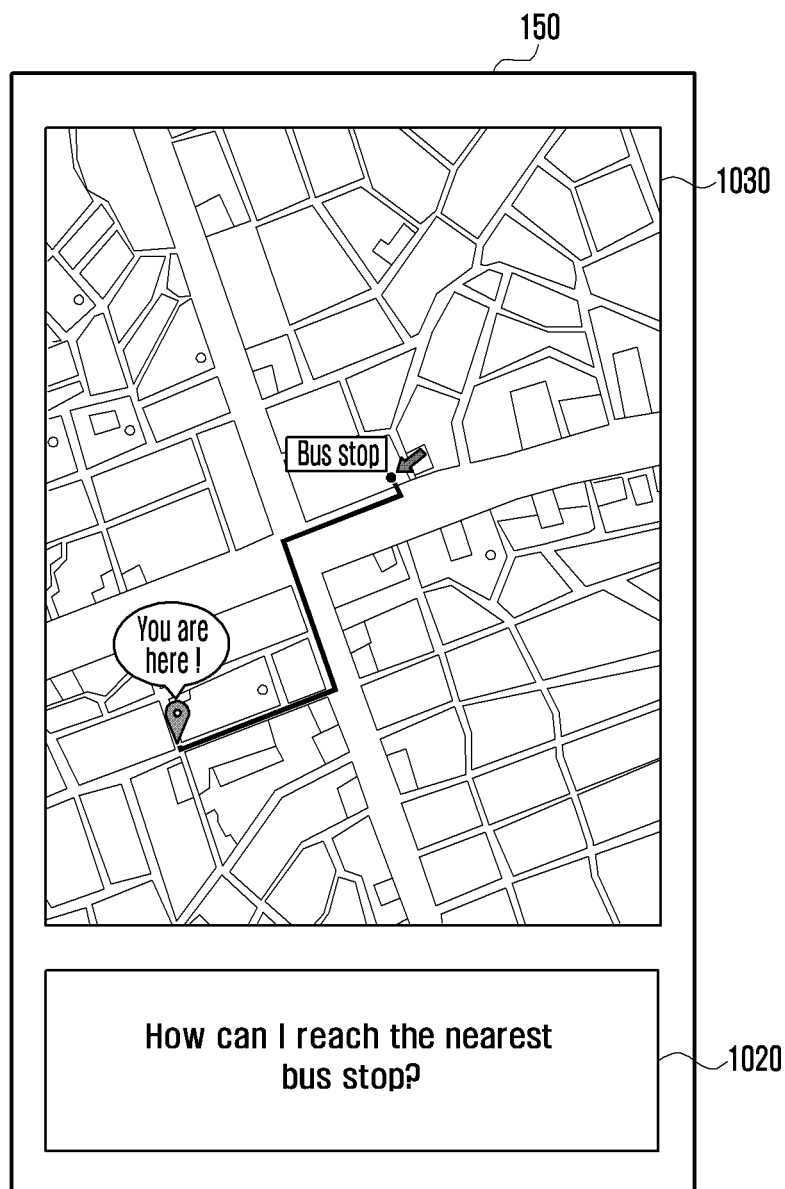 150
1030
Bus stop
You are
here !
How can I reach the nearest
bus stop?
1020